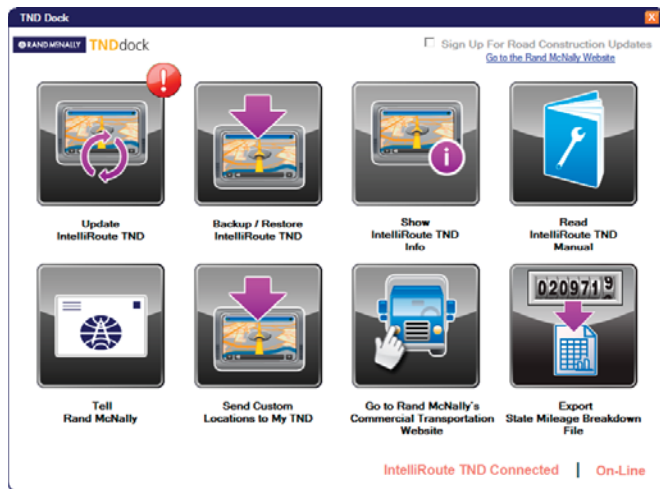 TND Dock
RAND MCNALLY TNDdock
Sign Up For Road Construction Updates
Go to the Rand McNally Website
Update
IntelliRoute TND
Backup / Restore
IntelliRoute TND
Show
IntelliRoute TND
Info
Read
IntelliRoute TND
Manual
0209719
Tell
Rand McNally
Send Custom
Locations to My TND
Go to Rand McNally's
Commercial Transportation
Website
Export
State Mileage Breakdown
File
IntelliRoute TND Connected | On-Line